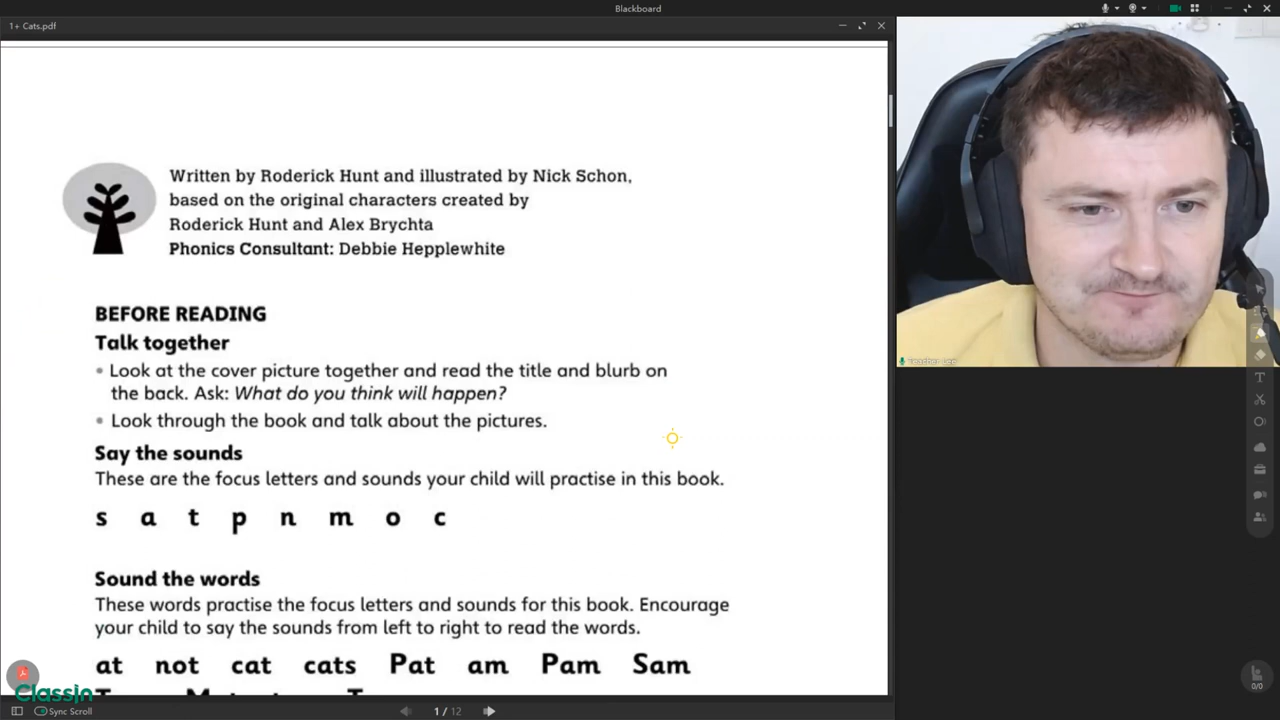 Blackboard
1+ Cats.pdf
Written by Roderick Hunt and illustrated by Nick Schon,
based on the original characters created by
Roderick Hunt and Alex Brychta
Phonics Consultant: Debbie Hepplewhite
BEFORE READING
Talk together
• Look at the cover picture together and read the title and blurb on
the back. Ask: What do you think will happen?
• Look through the book and talk about the pictures.
Say the sounds
These are the focus letters and sounds your child will practise in this book.
s a t p n m o c
Sound the words
These words practise the focus letters and sounds for this book. Encourage
your child to say the sounds from left to right to read the words.
at not cat cats Pat am Pam Sam
ClassIn
Sync Scroll
1 / 12
0/0